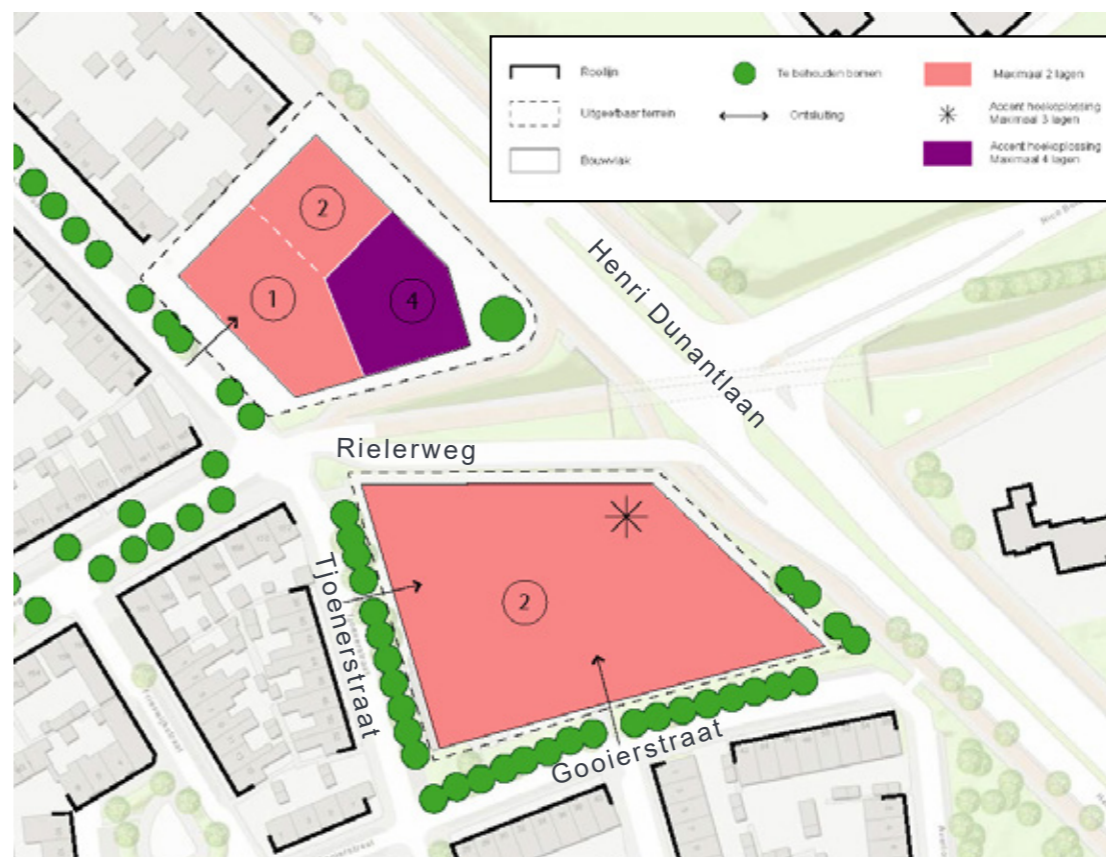 Rooilijn
Te behouden bomen
Maximaal 2 lagen
Uitgeefbaar terrein
Ontsluiting
Accent hoekoplossing
Maximaal 3 lagen
Bouwvlak
Accent hoekoplossing
Maximaal 4 lagen
2
1
4
Henri Dunantlaan
Rielerweg
Tjoenerstraat
2
Gooierstraat